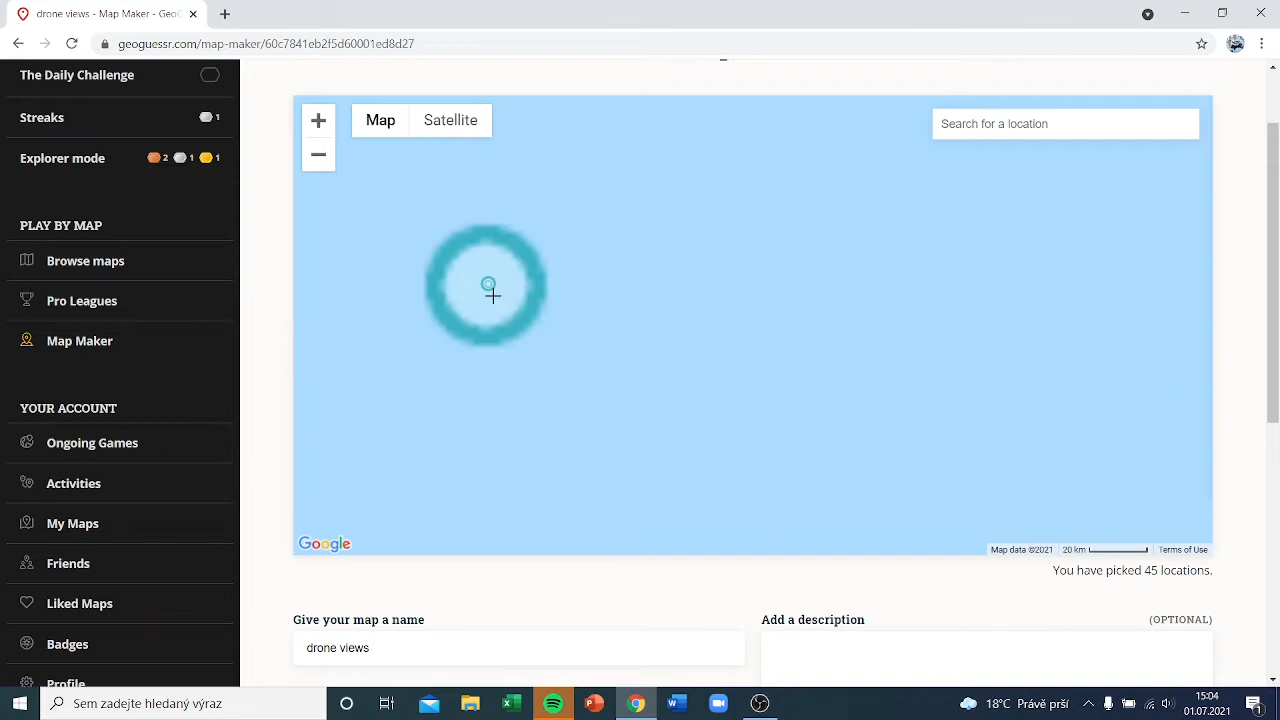 drone views - Map Maker - Geo
geoguessr.com/map-maker/60c7841eb2f5d60001ed8d27
The Daily Challenge
Streaks
1
Explorer mode
2 1 1
PLAY BY MAP
Browse maps
Pro Leagues
Map Maker
YOUR ACCOUNT
Ongoing Games
Activities
My Maps
Friends
Liked Maps
Badges
Profile
Map
Satellite
Search for a location
Google
Map data ©2021
20 km
Terms of Use
You have picked 45 locations.
Give your map a name
drone views
Add a description
(OPTIONAL)
Sem zadejte hledaný výraz
18°C Právě prší
15:04
01.07.2021